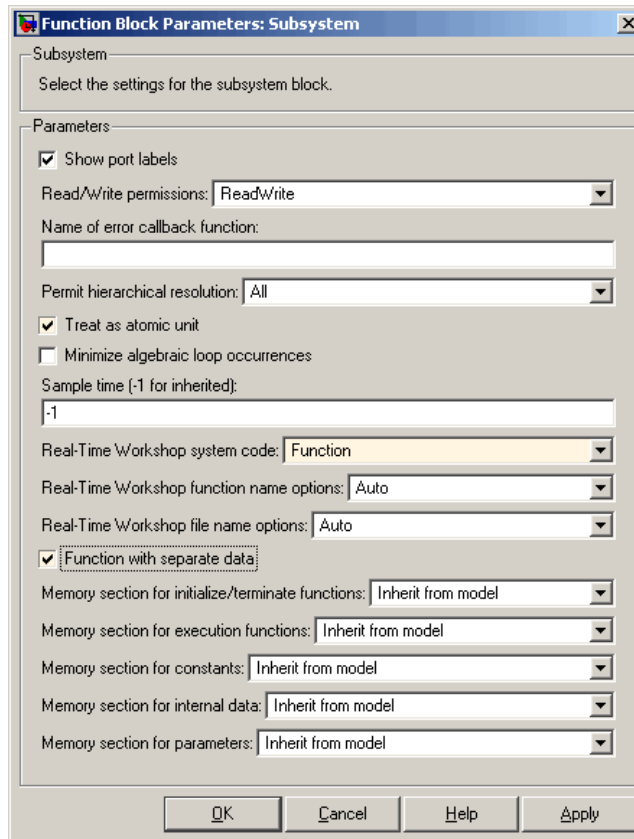 Function Block Parameters: Subsystem
Subsystem
Select the settings for the subsystem block.
Parameters
Show port labels
Read/Write permissions: ReadWrite
Name of error callback function:
Permit hierarchical resolution: All
Treat as atomic unit
Minimize algebraic loop occurrences
Sample time (-1 for inherited):
-1
Real-Time Workshop system code: Function
Real-Time Workshop function name options: Auto
Real-Time Workshop file name options: Auto
Function with separate data
Memory section for initialize/terminate functions: Inherit from model
Memory section for execution functions: Inherit from model
Memory section for constants: Inherit from model
Memory section for internal data: Inherit from model
Memory section for parameters: Inherit from model
OK Cancel Help Apply